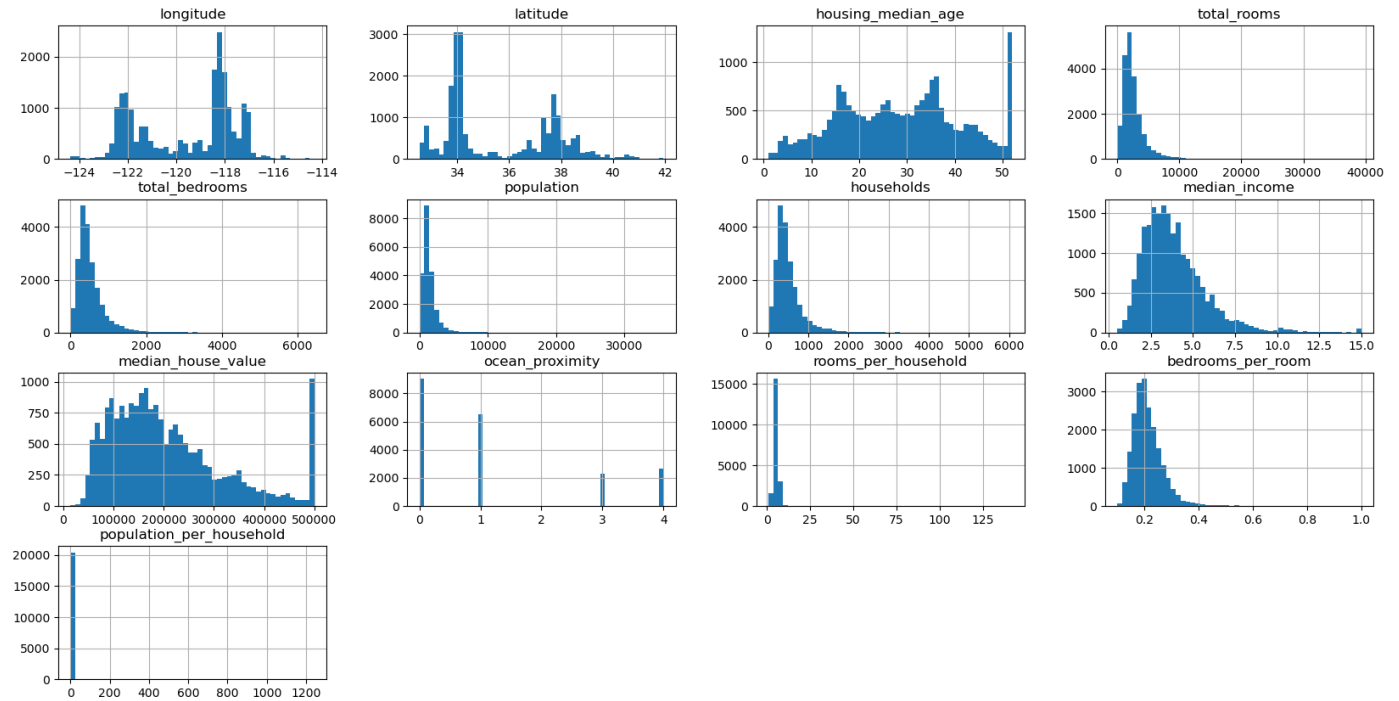 longitude latitude housing_median_age total_rooms
2000 1000 0
−124 −122 −120 −118 −116 −114
3000 2000 1000 0
34 36 38 40 42
1000 500 0
0 10 20 30 40 50
4000 2000 0
0 10000 20000 30000 40000
total_bedrooms population households median_income
4000 2000 0
0 2000 4000 6000
8000 6000 4000 2000 0
0 10000 20000 30000
4000 2000 0
0 1000 2000 3000 4000 5000 6000
1500 1000 500 0
0.0 2.5 5.0 7.5 10.0 12.5 15.0
median_house_value ocean_proximity rooms_per_household bedrooms_per_room
1000 750 500 250 0
0 100000 200000 300000 400000 500000
8000 6000 4000 2000 0
0 1 2 3 4
15000 10000 5000 0
0 25 50 75 100 125
3000 2000 1000 0
0.2 0.4 0.6 0.8 1.0
population_per_household
20000 15000 10000 5000 0
0 200 400 600 800 1000 1200